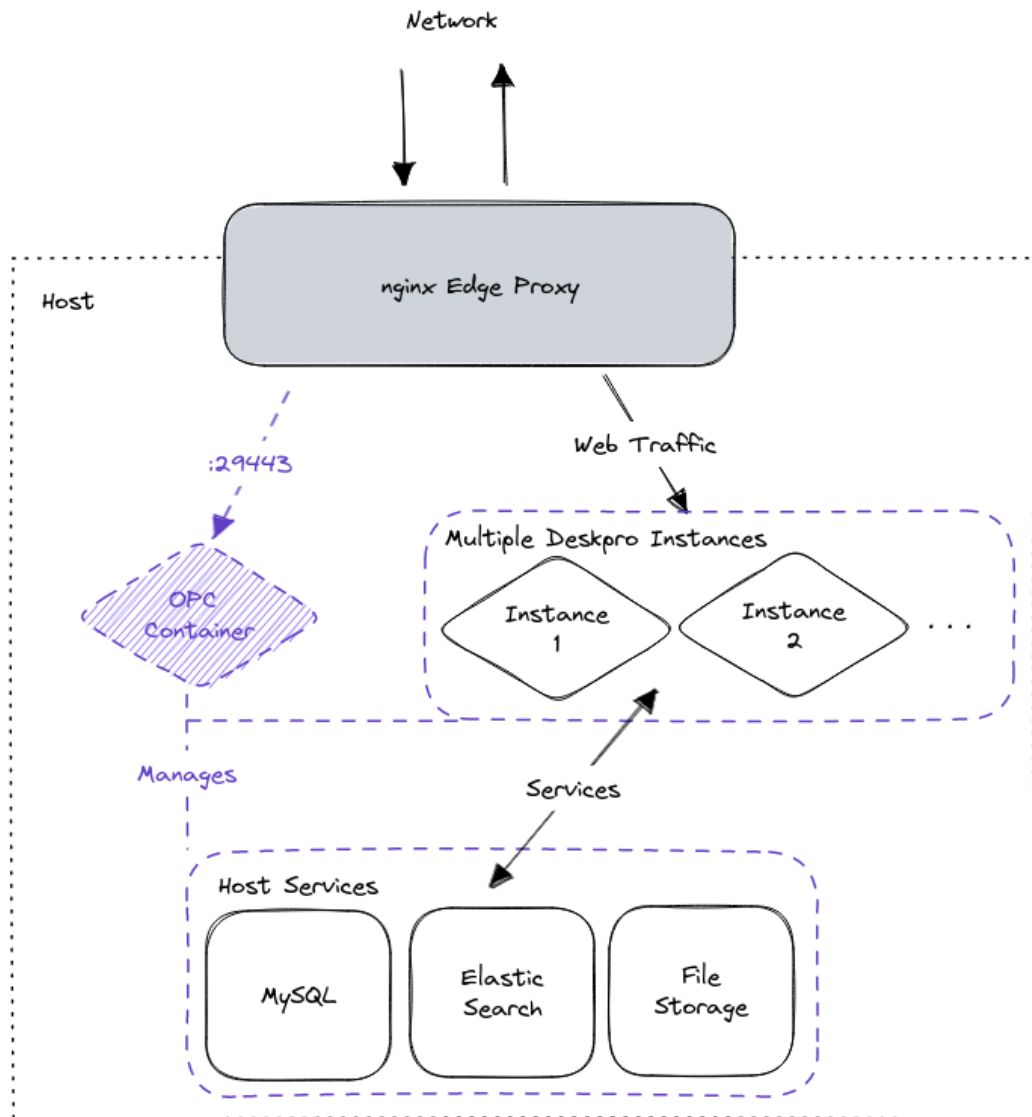 Network
nginx Edge Proxy
Host
Web Traffic
:29443
Multiple Deskpro Instances
OPC
Container
Instance
1
Instance
2
...
Manages
Services
Host Services
MySQL
Elastic
Search
File
Storage